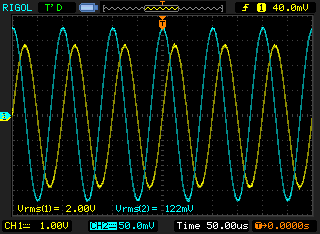 RIGOL T'D T 1 40.0mV
T
1
Vrms(1)= 2.00V Vrms(2)= 122mV
CH1 1.00V CH2 50.0mV Time 50.00us T→0.0000s